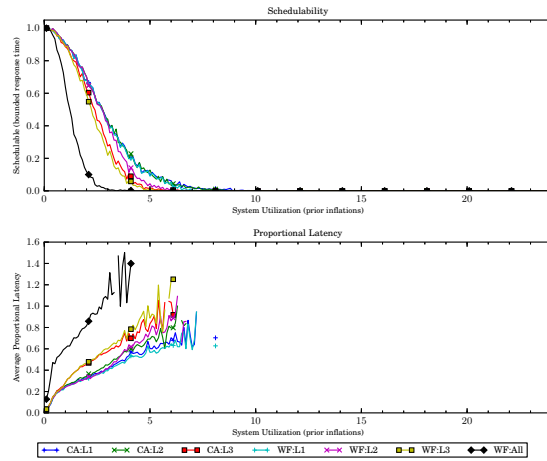 Schedulability
Schedulable (bounded response time)
1.0
0.8
0.6
0.4
0.2
0.0
0 5 10 15 20
System Utilization (prior inflations)
Proportional Latency
Average Proportional Latency
1.6
1.4
1.2
1.0
0.8
0.6
0.4
0.2
0.0
0 5 10 15 20
System Utilization (prior inflations)
CA:L1 CA:L2 CA:L3 WF:L1 WF:L2 WF:L3 WF:All